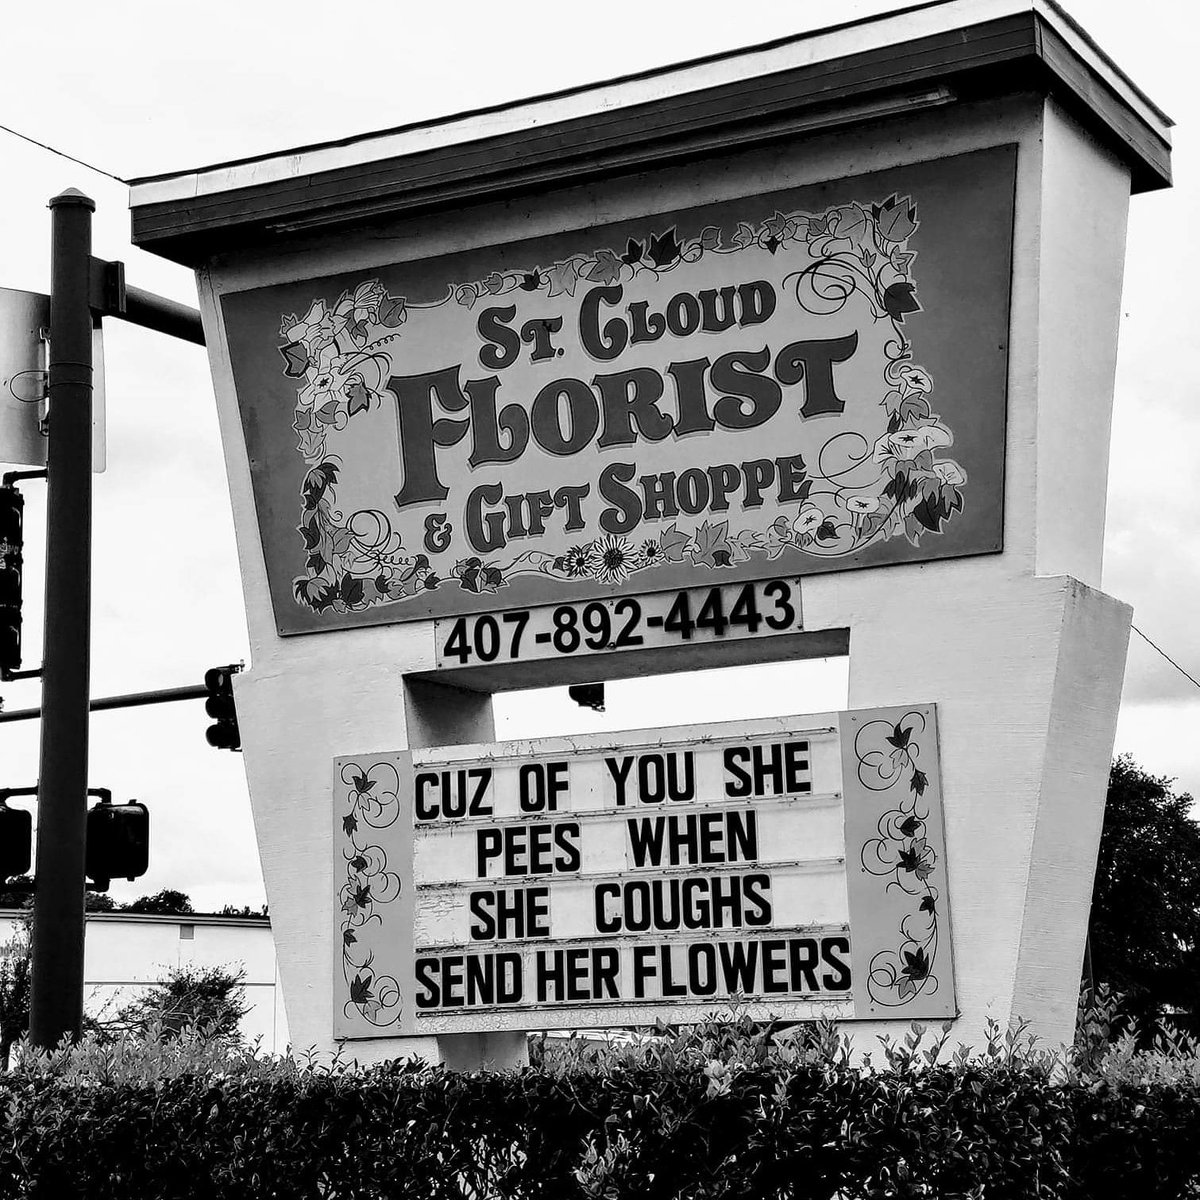 St. Cloud
Florist
& Gift Shoppe
407-892-4443
CUZ OF YOU SHE
PEES WHEN
SHE COUGHS
SEND HER FLOWERS